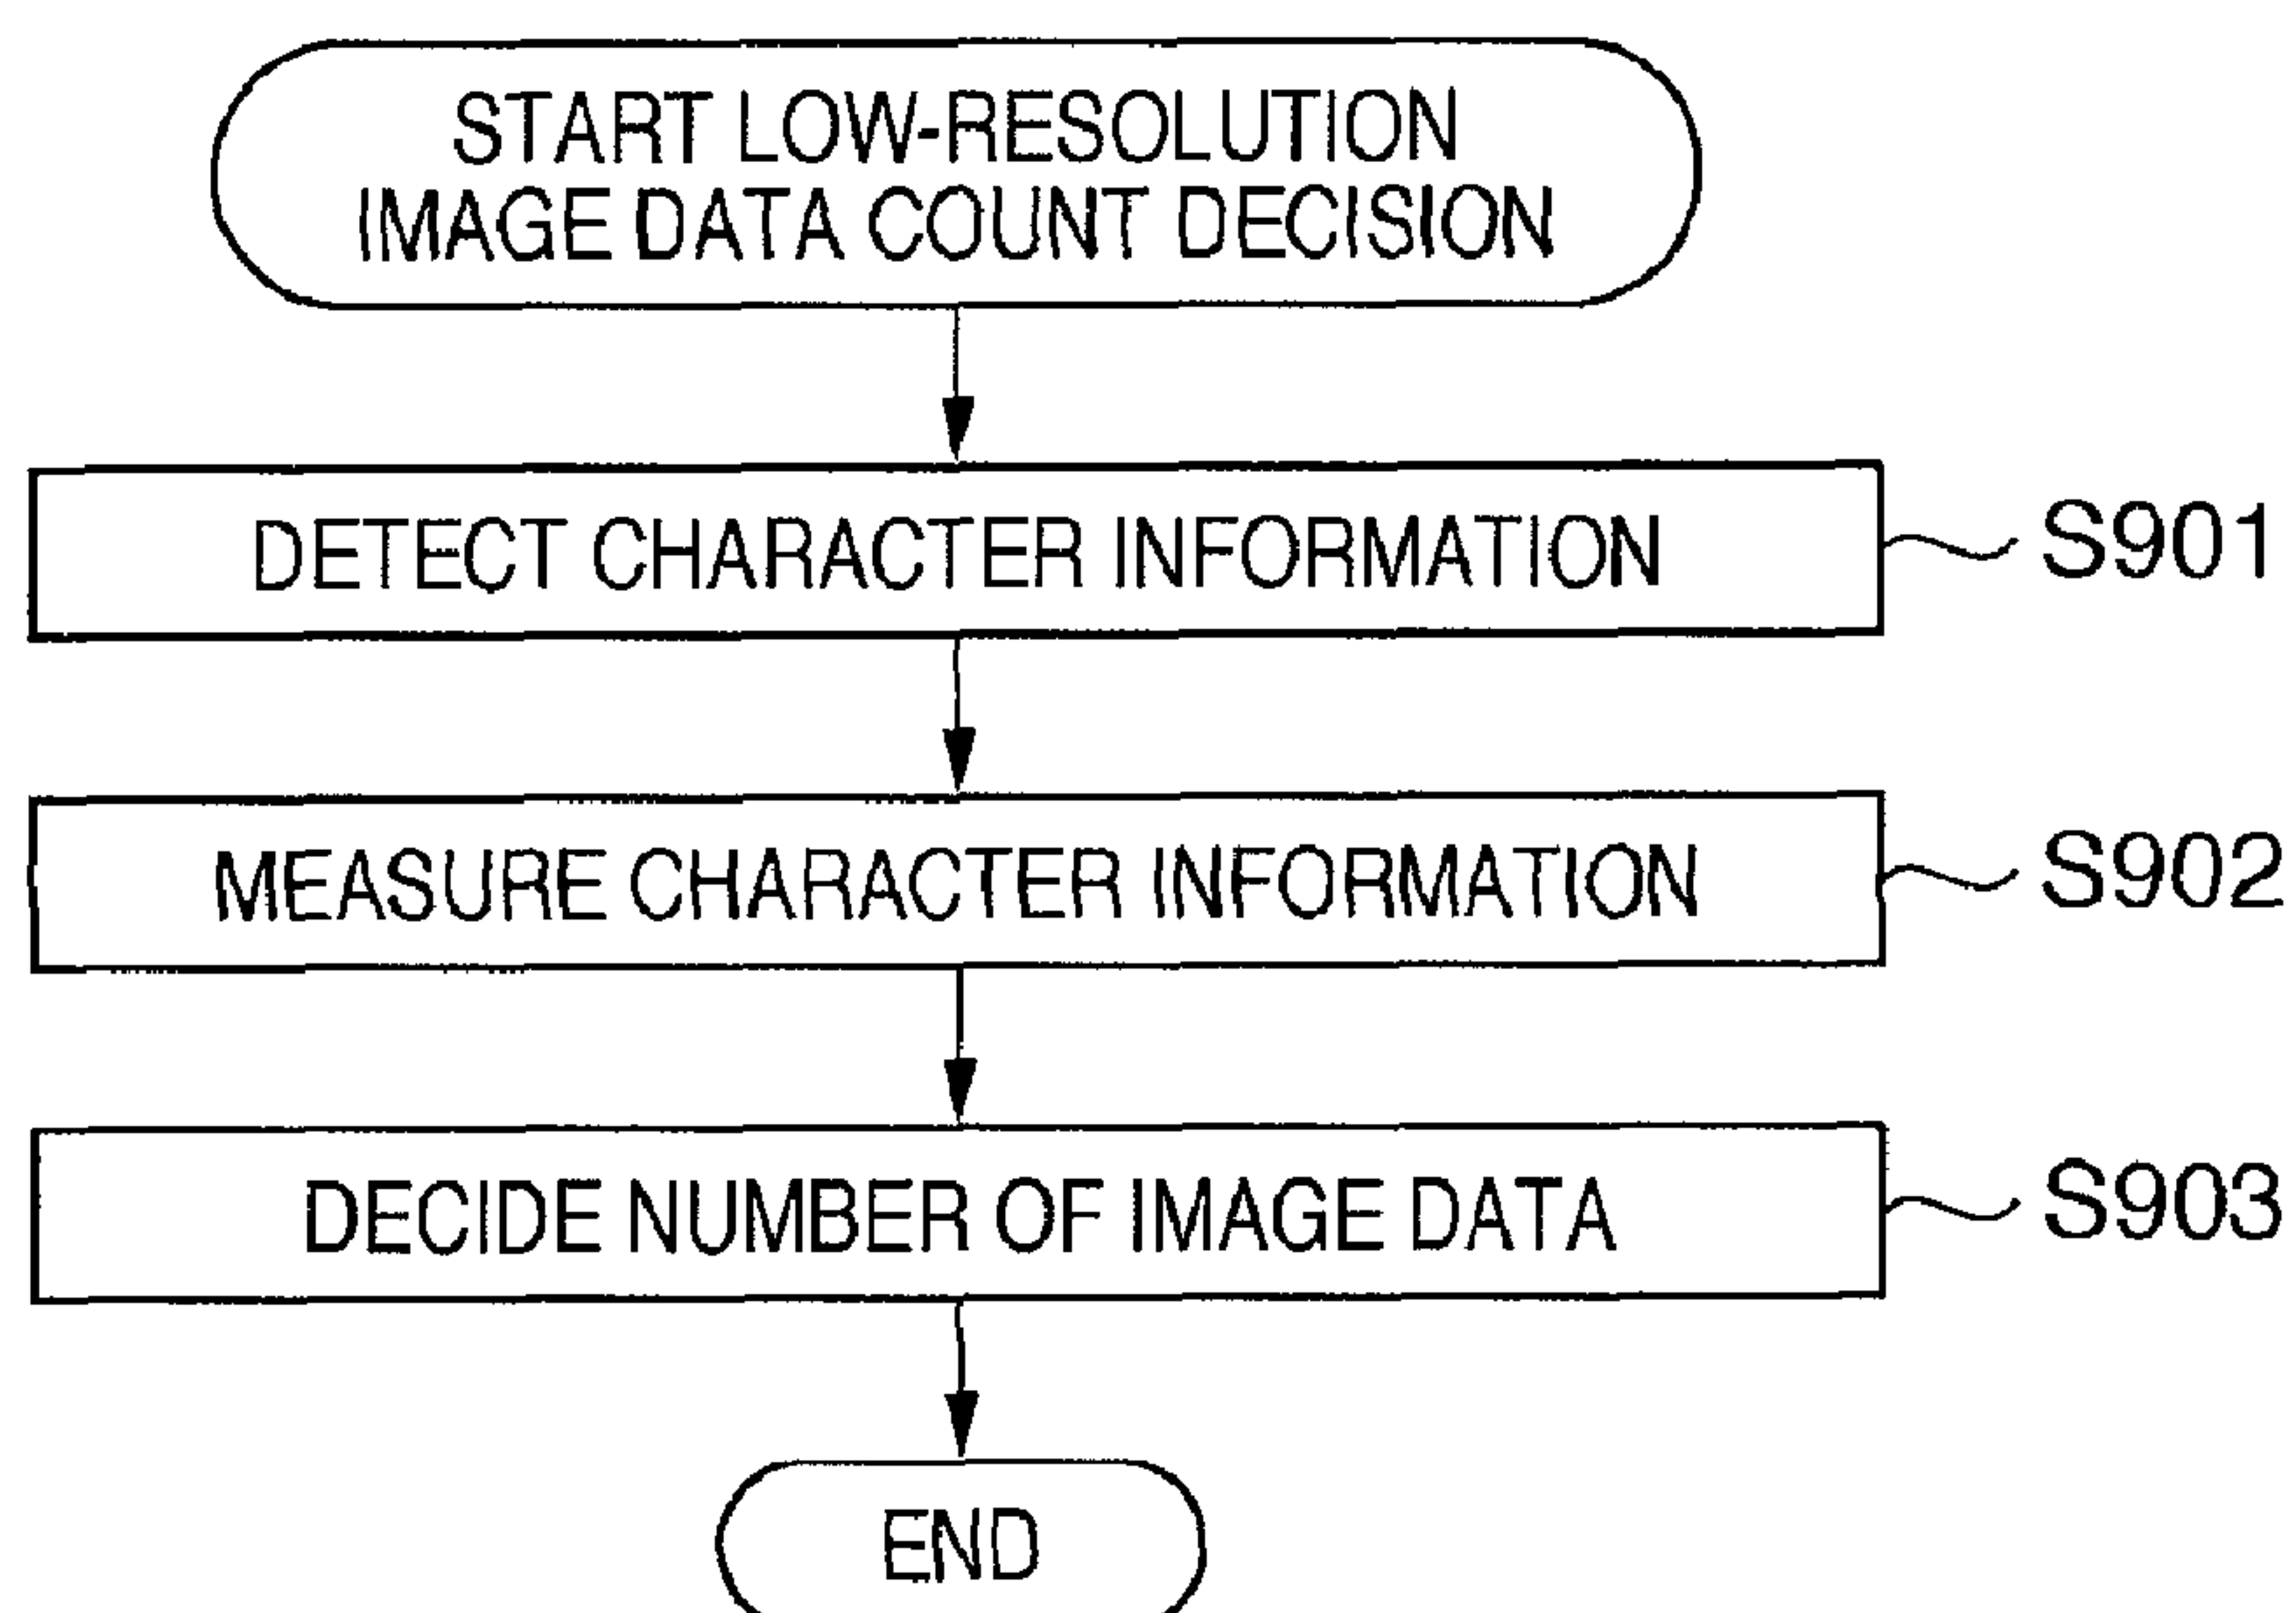 START LOW-RESOLUTION
IMAGE DATA COUNT DECISION
DETECT CHARACTER INFORMATION
S901
MEASURE CHARACTER INFORMATION
S902
DECIDE NUMBER OF IMAGE DATA
S903
END